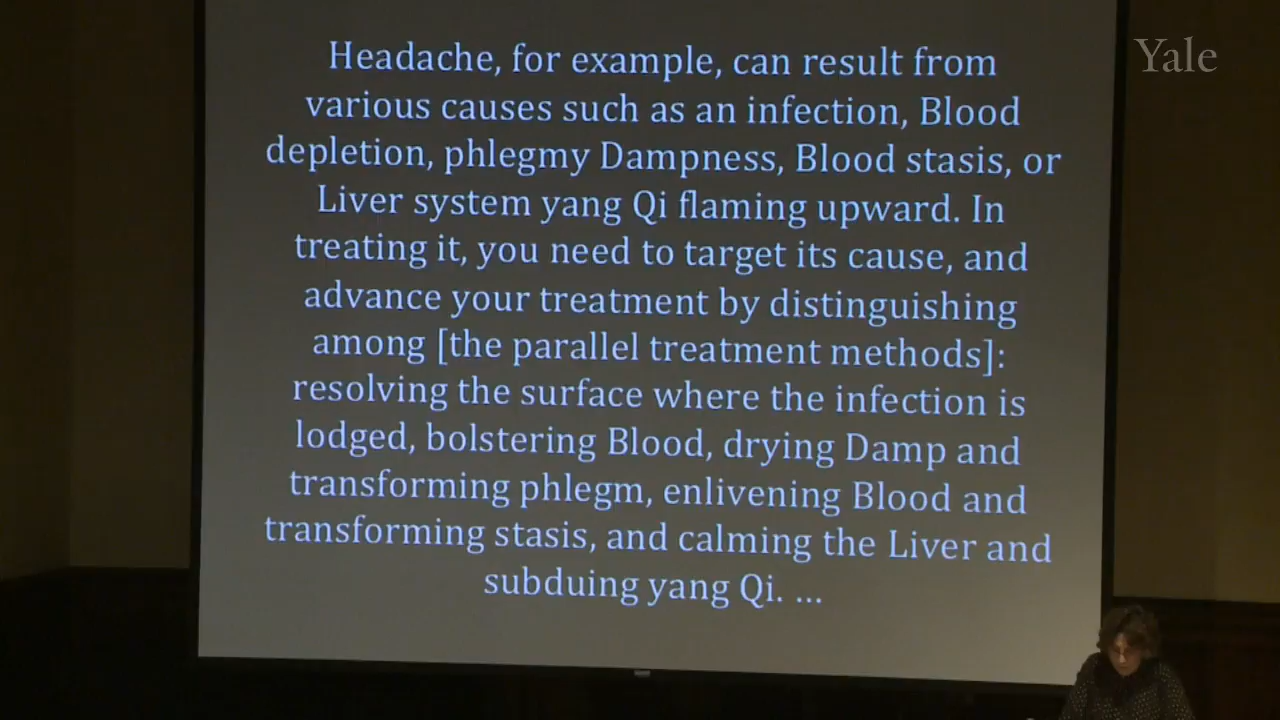 Yale
Headache, for example, can result from
various causes such as an infection, Blood
depletion, phlegmy Dampness, Blood stasis, or
Liver system yang Qi flaming upward. In
treating it, you need to target its cause, and
advance your treatment by distinguishing
among [the parallel treatment methods]:
resolving the surface where the infection is
lodged, bolstering Blood, drying Damp and
transforming phlegm, enlivening Blood and
transforming stasis, and calming the Liver and
subduing yang Qi. ...